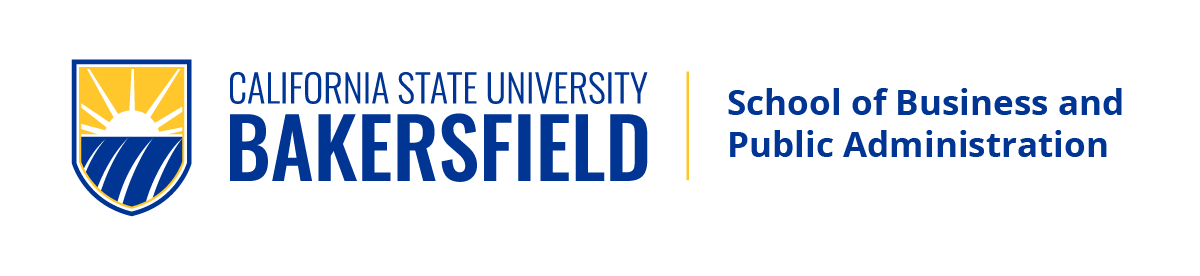 CALIFORNIA STATE UNIVERSITY
BAKERSFIELD
School of Business and
Public Administration